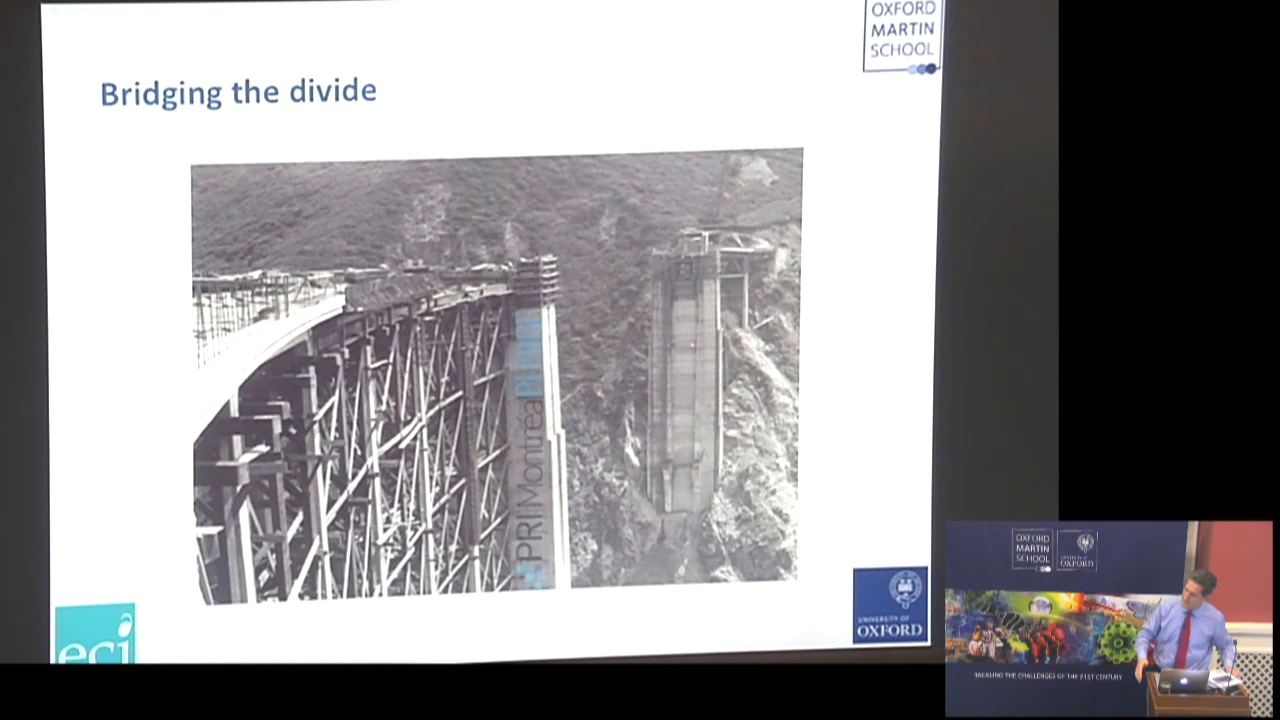 OXFORD
MARTIN
SCHOOL
Bridging the divide
PRI Montréal
eci
UNIVERSITY OF
OXFORD
OXFORD
MARTIN
SCHOOL
UNIVERSITY OF
OXFORD
TACKLING THE CHALLENGES OF THE 21ST CENTURY